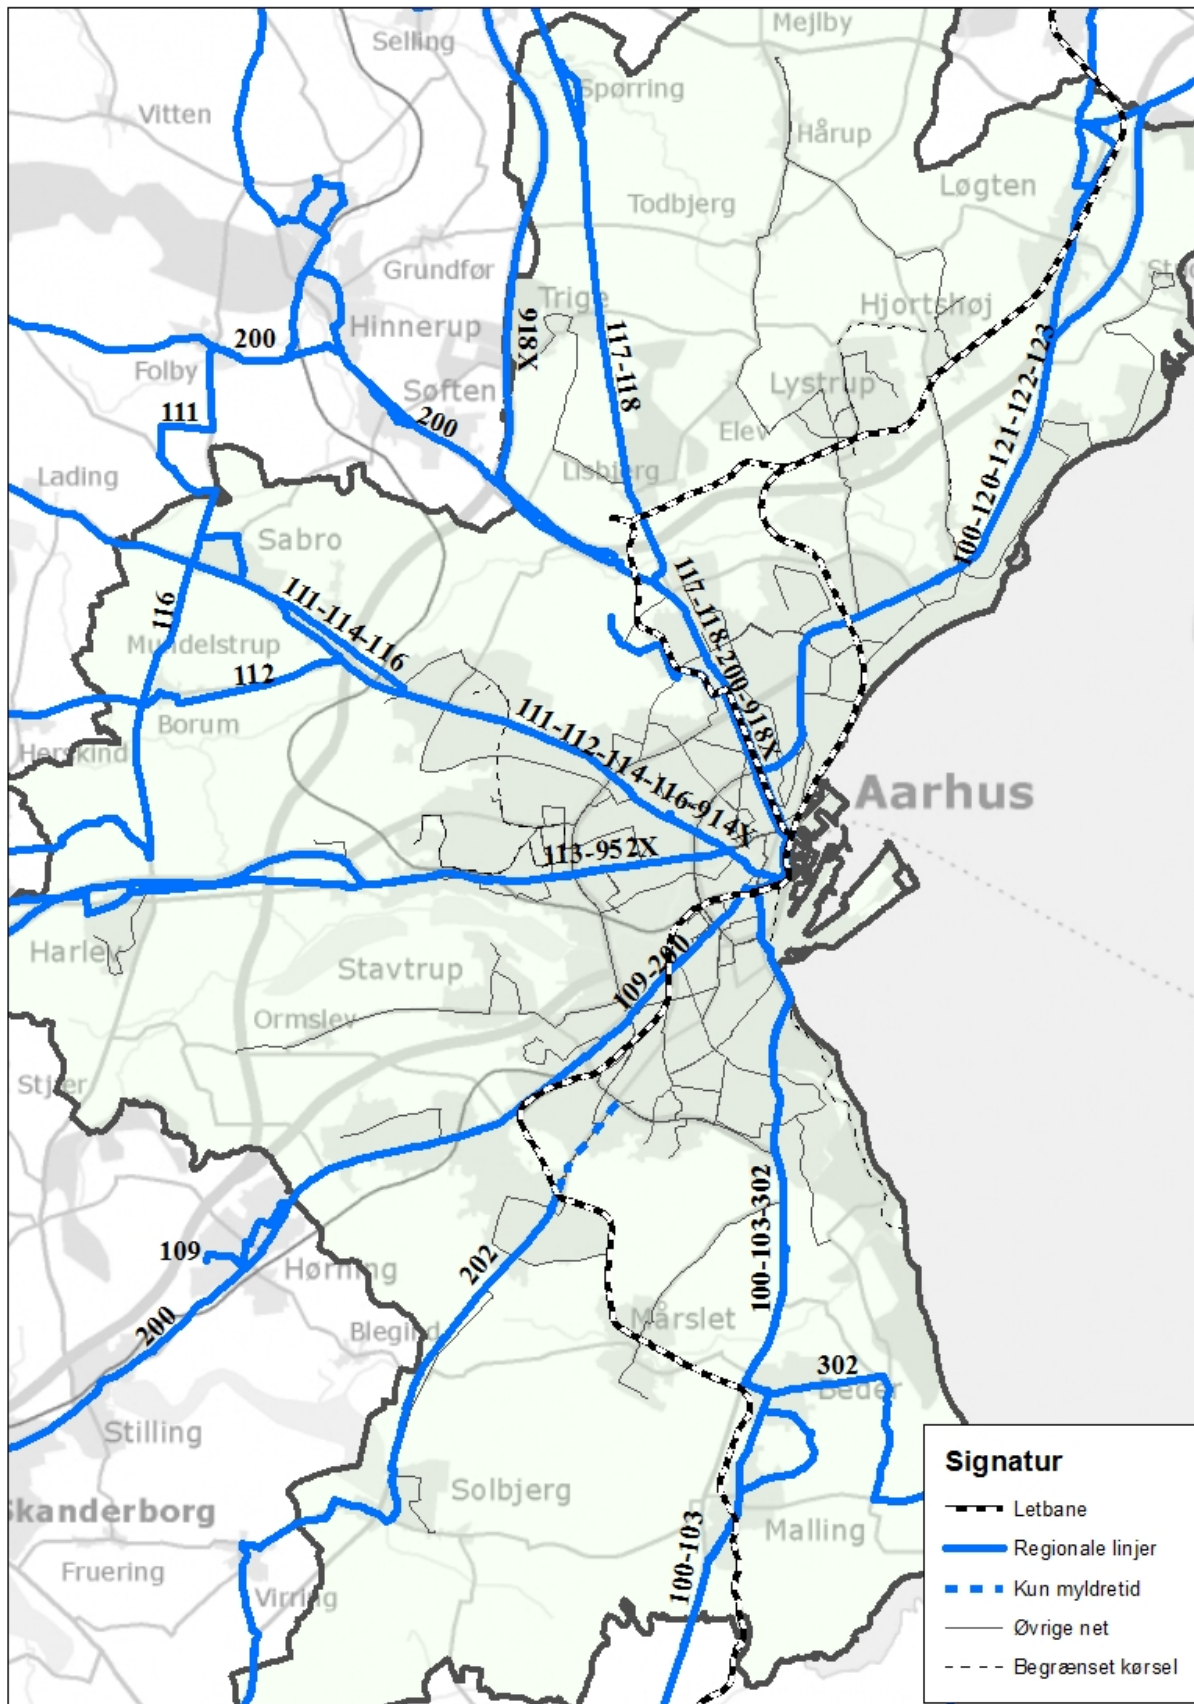 Mejlby
Selling
Spørring
Vitten
Hårup
Løgten
Todbjerg
Grundfør
Trige
Hjortshøj
918X
Hinnerup
117-118
200
Folby
Lystrup
100-120-121-122-123
Søften
111
200
Elev
Lisbjerg
Lading
Sabro
111-114-116
117-118-200-918X
116
Mundelstrup
112
Borum
111-112-114-116-914X
Herskind
Aarhus
113-952X
Harlev
Stavtrup
109-200
Ormslev
Stjær
100-103-302
109
Hørning
202
200
Mårslet
Blegind
302
Beder
Stilling
Solbjerg
Skanderborg
Malling
100-103
Fruering
Virring
Signatur
Letbane
Regionale linjer
Kun myldretid
Øvrige net
Begrænset kørsel